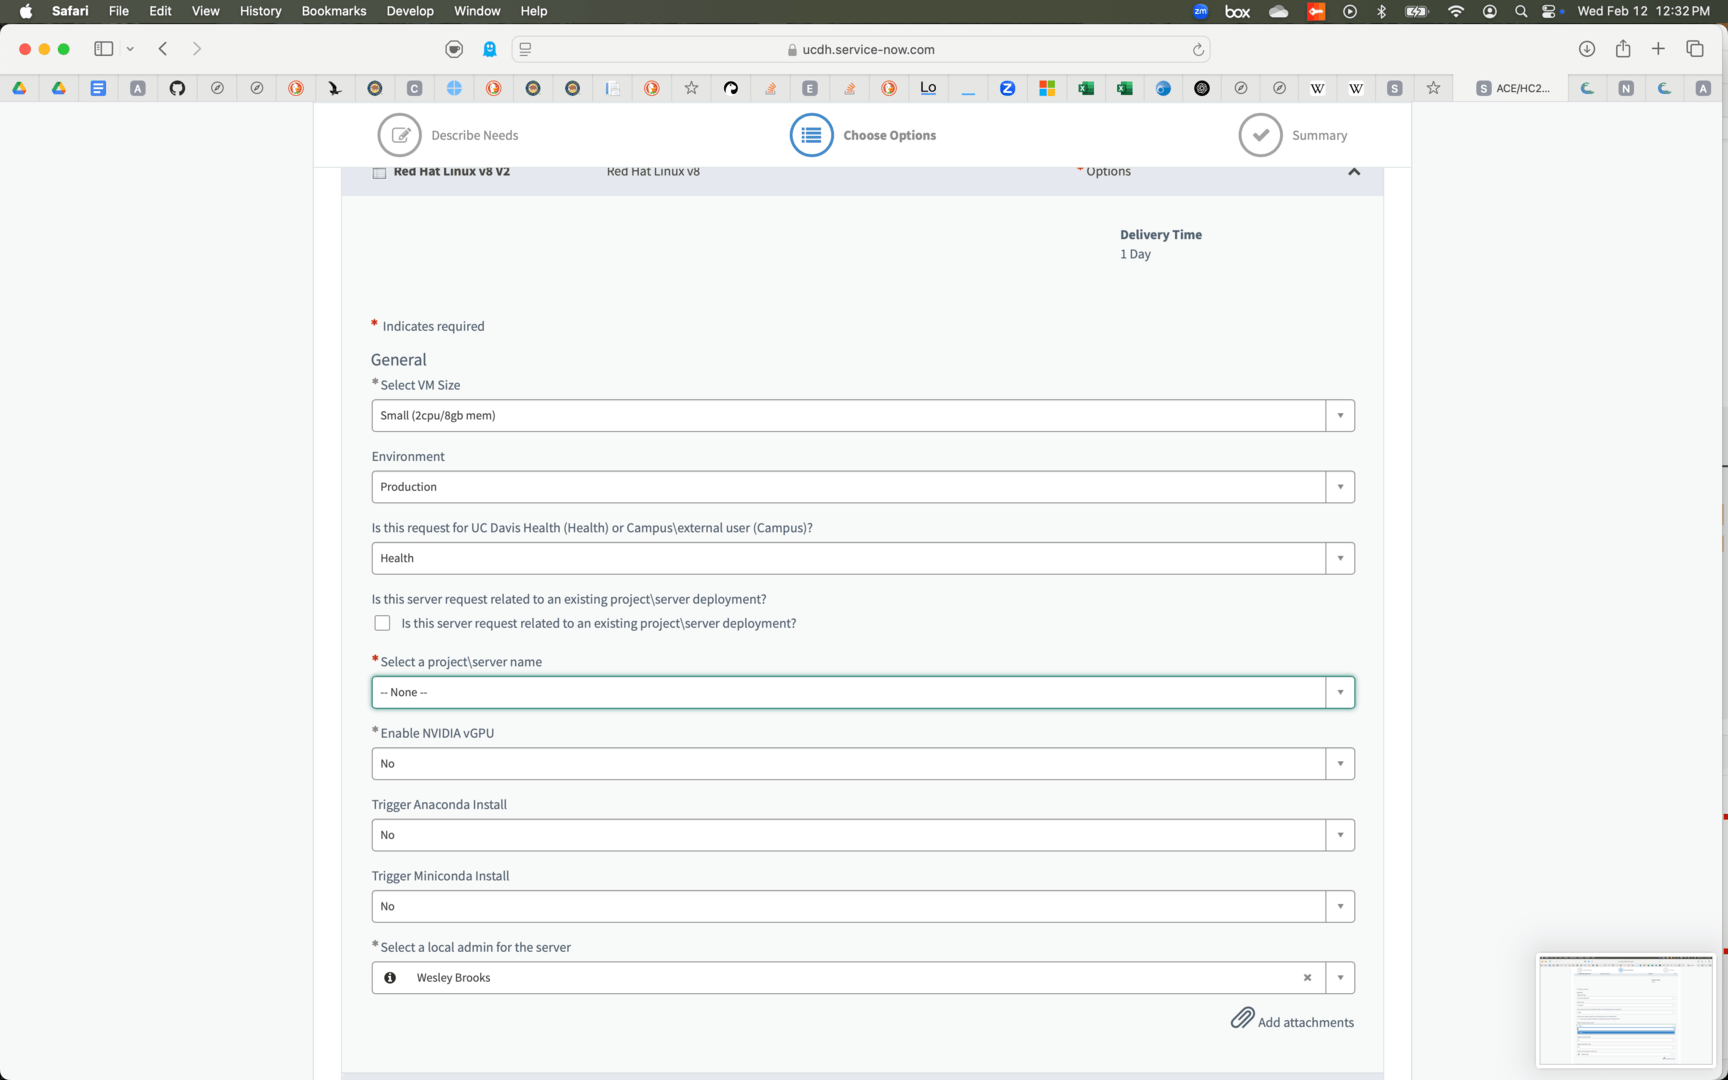 Safari File Edit View History Bookmarks Develop Window Help zm box Wed Feb 12 12:32 PM
ucdh.service-now.com
A C E Lo Z W W S S ACE/HC2... N A
Describe Needs Choose Options Summary
Red Hat Linux v8 V2 Red Hat Linux v8 * Options
Delivery Time
1 Day
* Indicates required
General
* Select VM Size
Small (2cpu/8gb mem)
Environment
Production
Is this request for UC Davis Health (Health) or Campus\external user (Campus)?
Health
Is this server request related to an existing project\server deployment?
Is this server request related to an existing project\server deployment?
* Select a project\server name
-- None --
* Enable NVIDIA vGPU
No
Trigger Anaconda Install
No
Trigger Miniconda Install
No
* Select a local admin for the server
Wesley Brooks
Add attachments